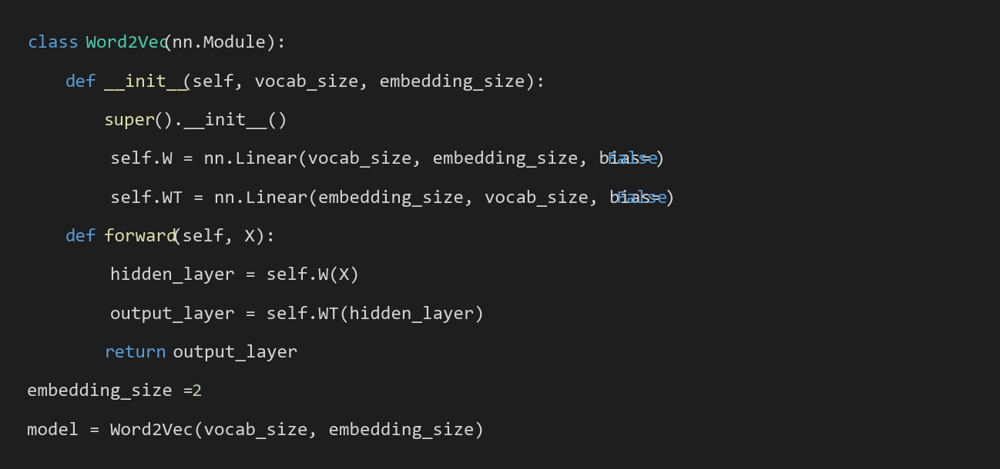 class Word2Vec(nn.Module):
def __init__(self, vocab_size, embedding_size):
super().__init__()
self.W = nn.Linear(vocab_size, embedding_size, bias=False)
self.WT = nn.Linear(embedding_size, vocab_size, bias=False)
def forward(self, X):
hidden_layer = self.W(X)
output_layer = self.WT(hidden_layer)
return output_layer
embedding_size =2
model = Word2Vec(vocab_size, embedding_size)